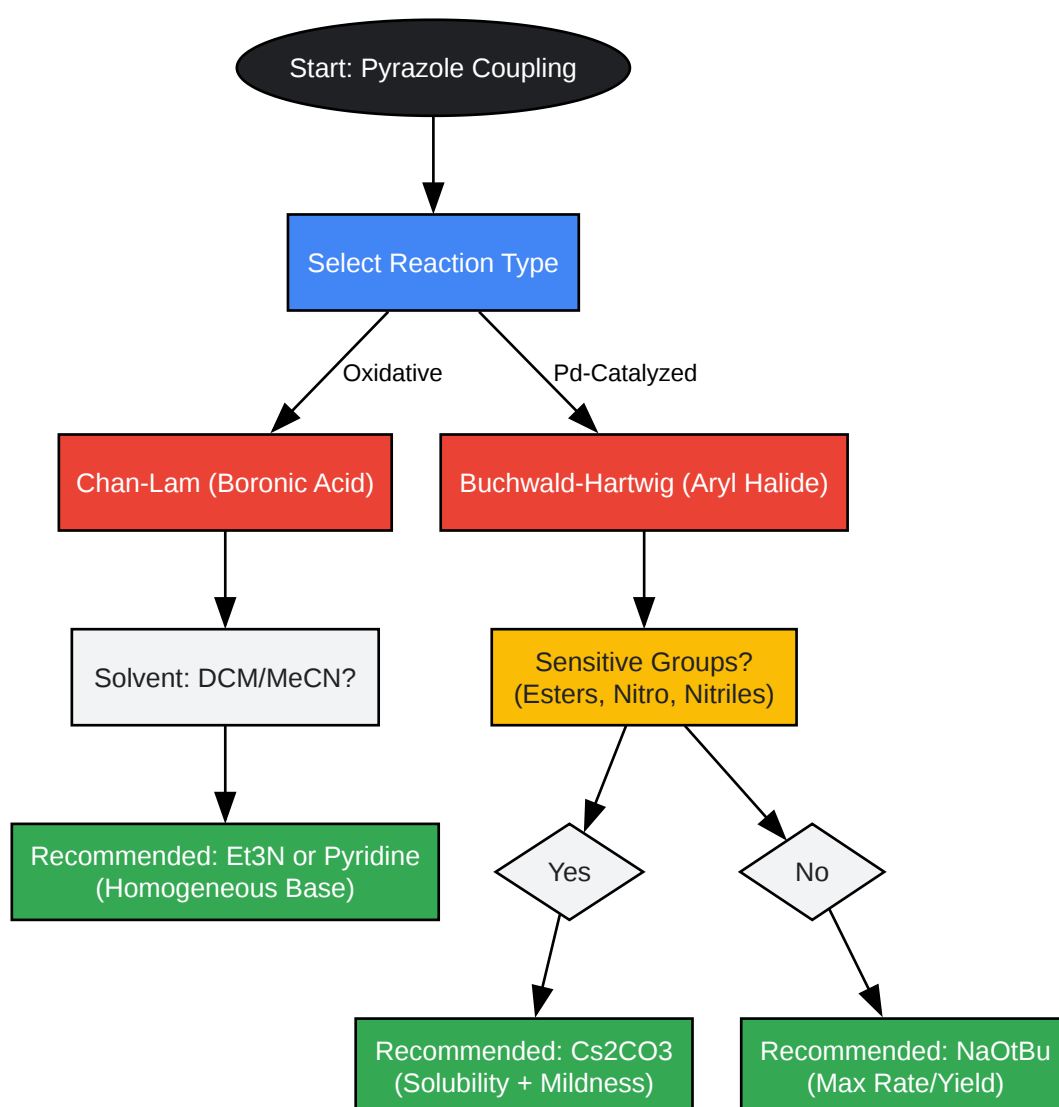 Start: Pyrazole Coupling
Select Reaction Type
Oxidative
Pd-Catalyzed
Chan-Lam (Boronic Acid)
Buchwald-Hartwig (Aryl Halide)
Solvent: DCM/MeCN?
Sensitive Groups?
(Esters, Nitro, Nitriles)
Recommended: Et3N or Pyridine
(Homogeneous Base)
Yes
No
Recommended: Cs2CO3
(Solubility + Mildness)
Recommended: NaOtBu
(Max Rate/Yield)